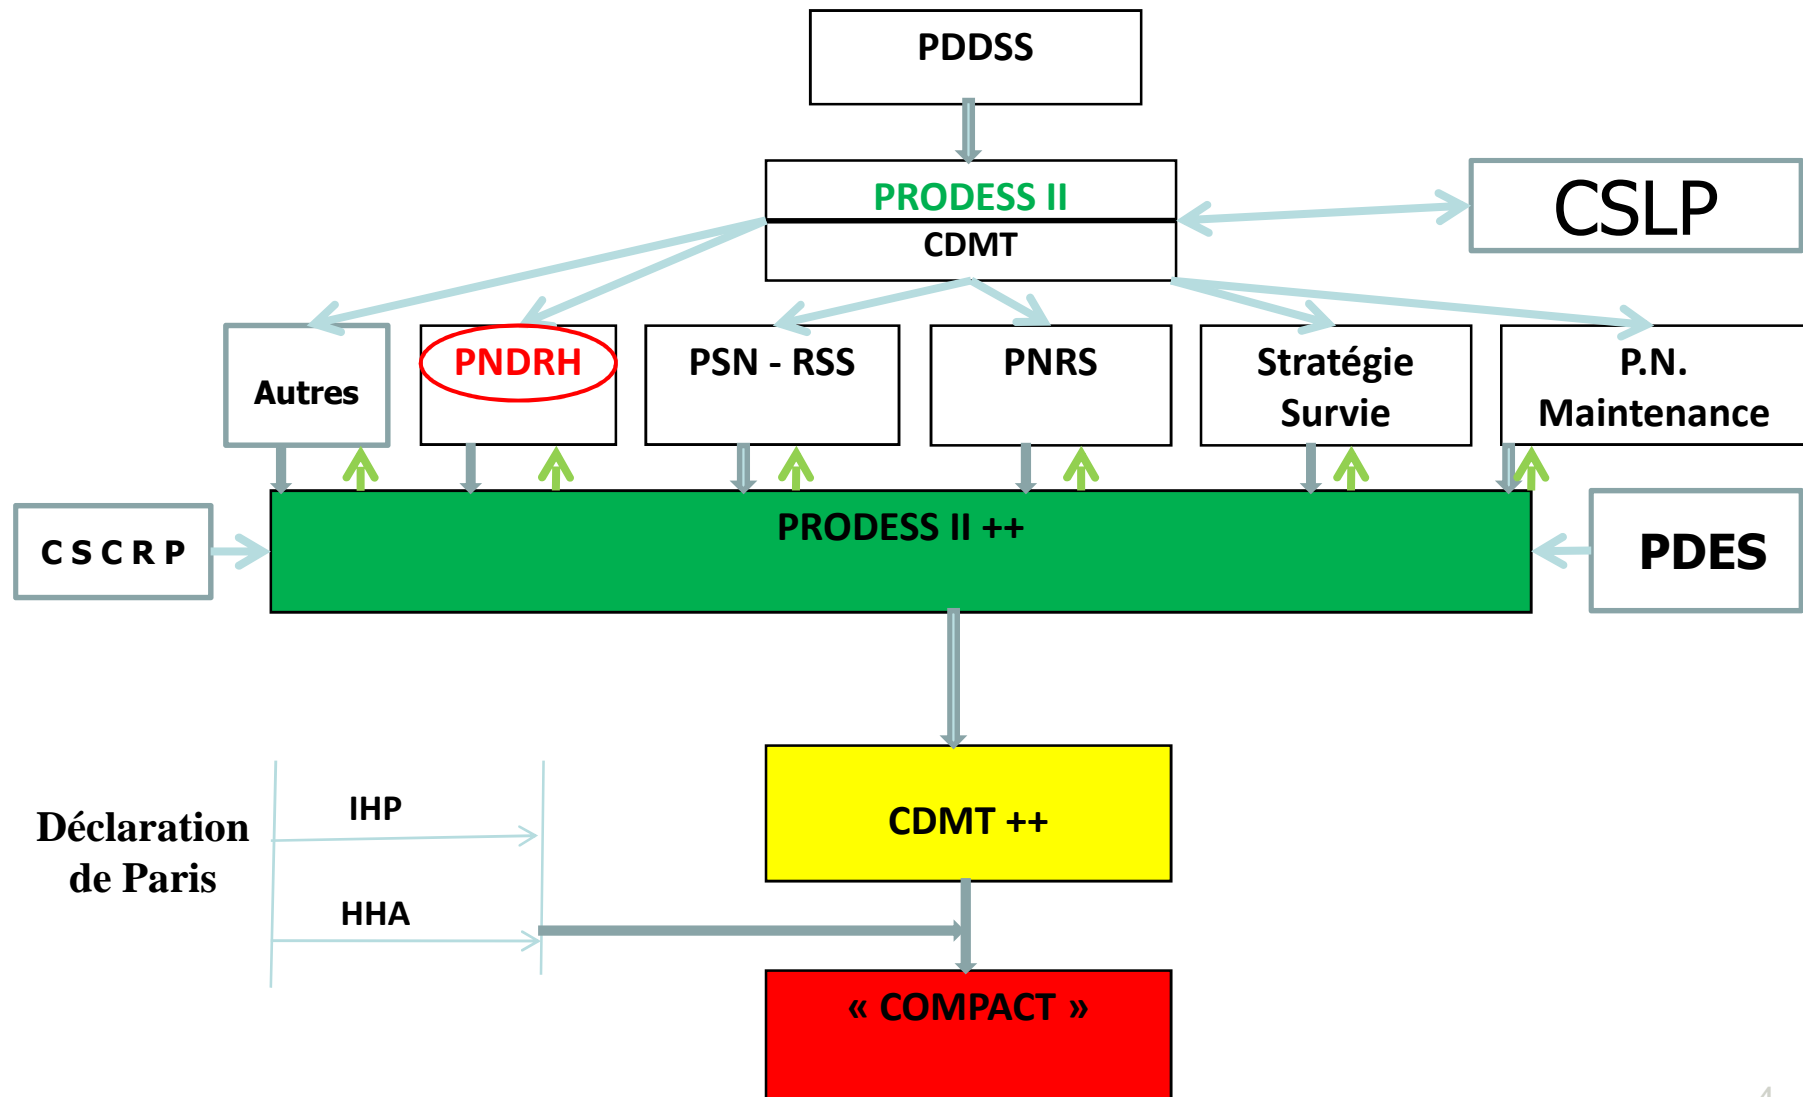 PDDSS
PRODESS II
CDMT
CSLP
Autres
PNDRH
PSN - RSS
PNRS
Stratégie
Survie
P.N.
Maintenance
C S C R P
PRODESS II ++
PDES
Déclaration
de Paris
IHP
HHA
CDMT ++
« COMPACT »